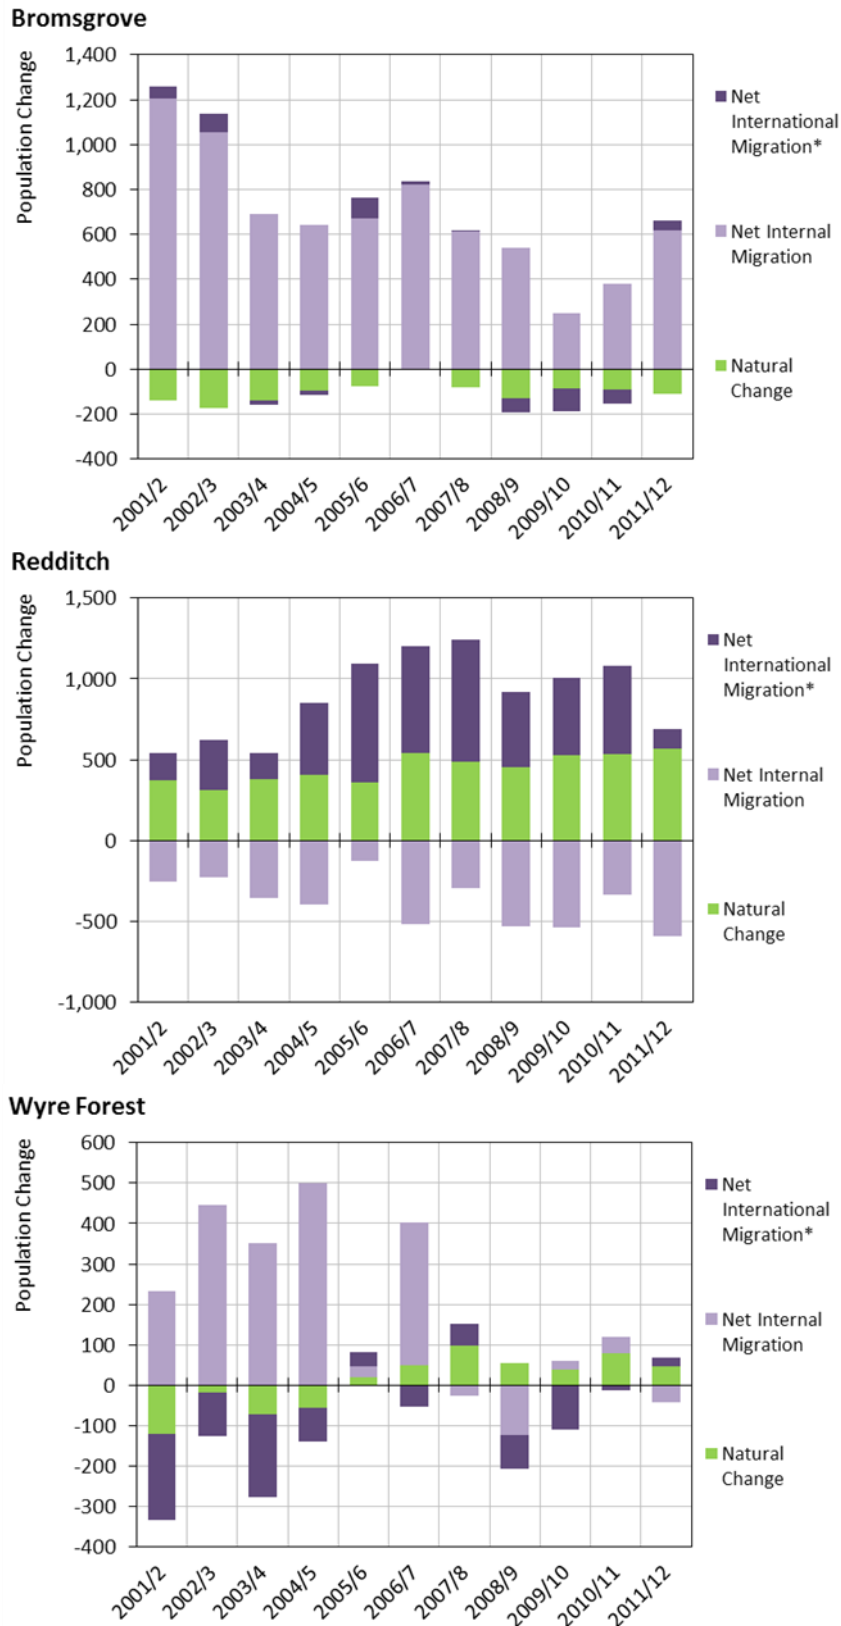 Bromsgrove
Population Change
1,400
1,200
1,000
800
600
400
200
0
-200
-400
2001/2
2002/3
2003/4
2004/5
2005/6
2006/7
2007/8
2008/9
2009/10
2010/11
2011/12
Net
International
Migration*
Net Internal
Migration
Natural
Change
Redditch
Population Change
1,500
1,000
500
0
-500
-1,000
2001/2
2002/3
2003/4
2004/5
2005/6
2006/7
2007/8
2008/9
2009/10
2010/11
2011/12
Net
International
Migration*
Net Internal
Migration
Natural
Change
Wyre Forest
Population Change
600
500
400
300
200
100
0
-100
-200
-300
-400
2001/2
2002/3
2003/4
2004/5
2005/6
2006/7
2007/8
2008/9
2009/10
2010/11
2011/12
Net
International
Migration*
Net Internal
Migration
Natural
Change